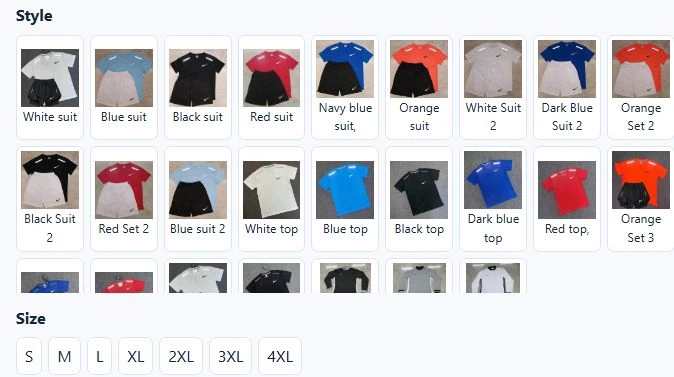 Style
White suit
Blue suit
Black suit
Red suit
Navy blue
suit,
Orange
suit
White Suit
2
Dark Blue
Suit 2
Orange
Set 2
Black Suit
2
Red Set 2
Blue suit 2
White top
Blue top
Black top
Dark blue
top
Red top,
Orange
Set 3
Size
S
M
L
XL
2XL
3XL
4XL